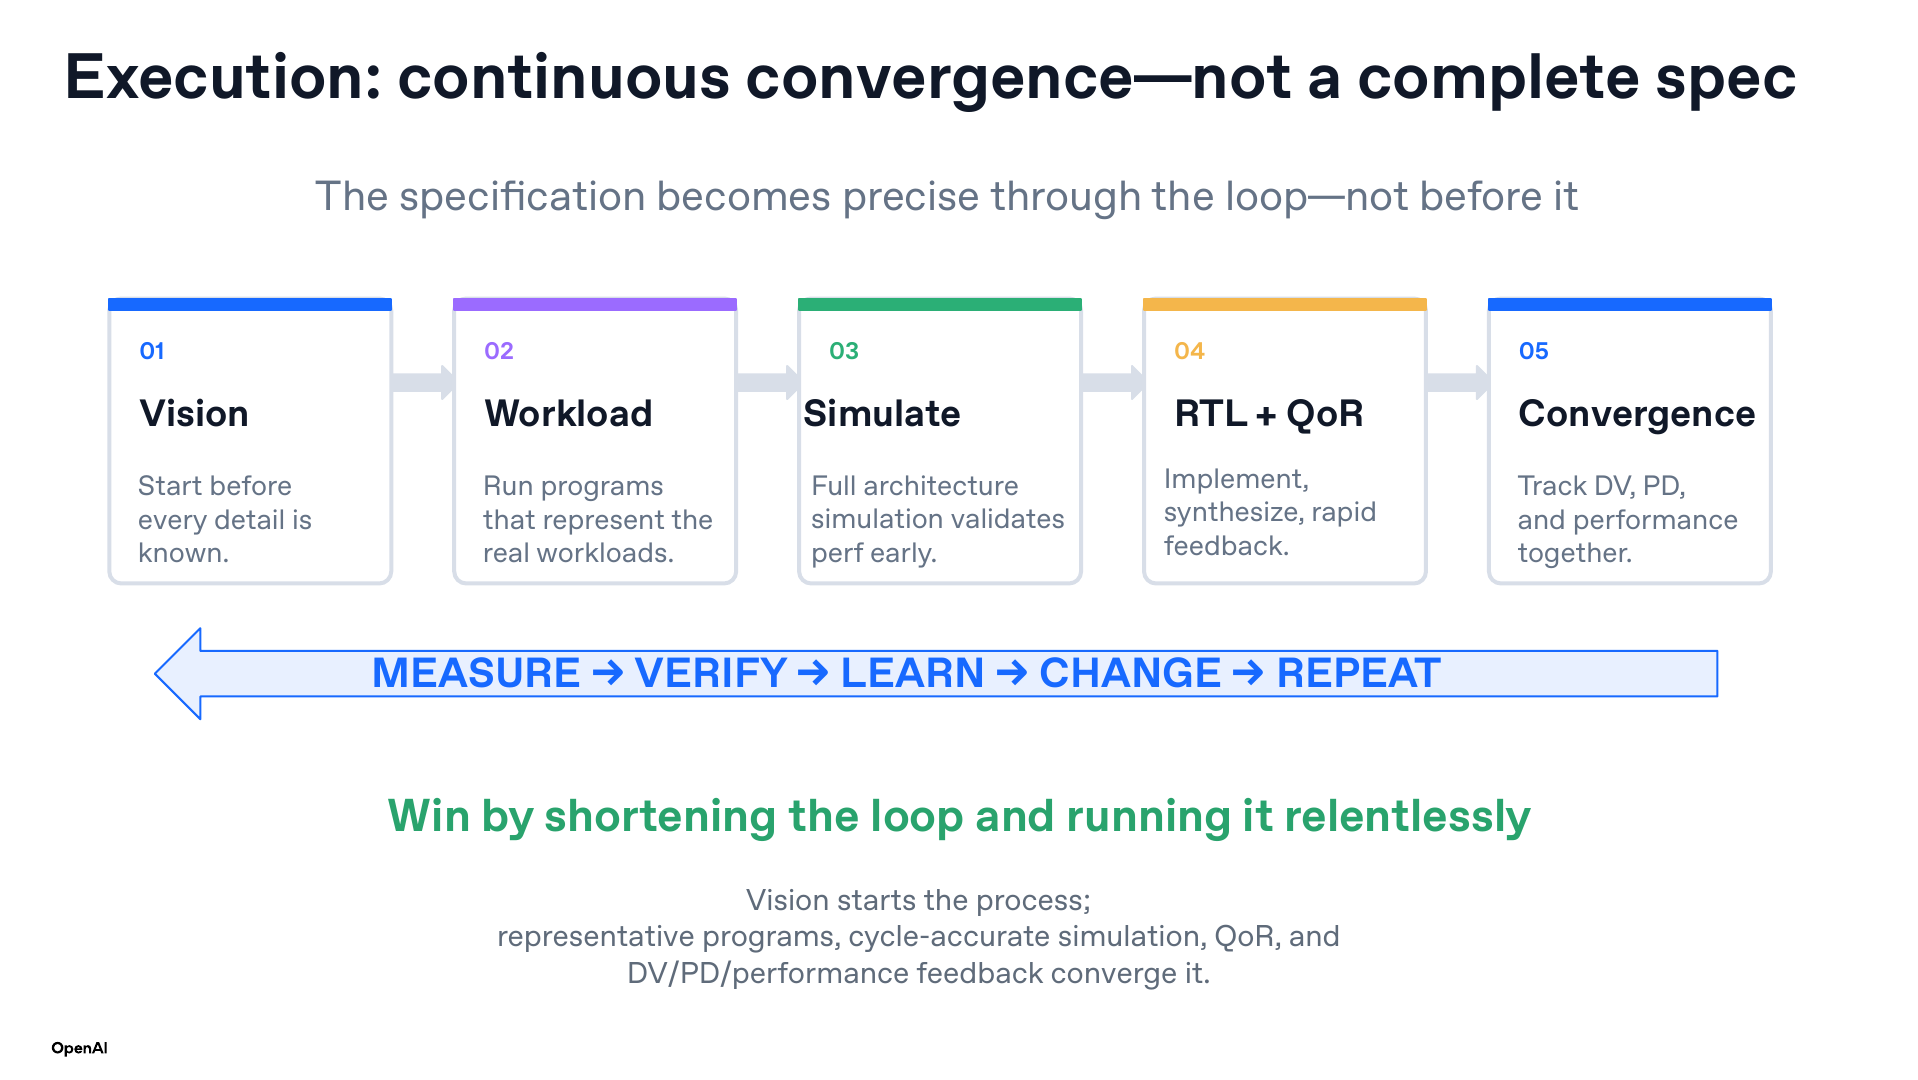 Execution: continuous convergence—not a complete spec
The specification becomes precise through the loop—not before it
01
Vision
Start before
every detail is
known.
02
Workload
Run programs
that represent the
real workloads.
03
Simulate
Full architecture
simulation validates
perf early.
04
RTL + QoR
Implement,
synthesize, rapid
feedback.
05
Convergence
Track DV, PD,
and performance
together.
MEASURE → VERIFY → LEARN → CHANGE → REPEAT
Win by shortening the loop and running it relentlessly
Vision starts the process;
representative programs, cycle-accurate simulation, QoR, and
DV/PD/performance feedback converge it.
OpenAI